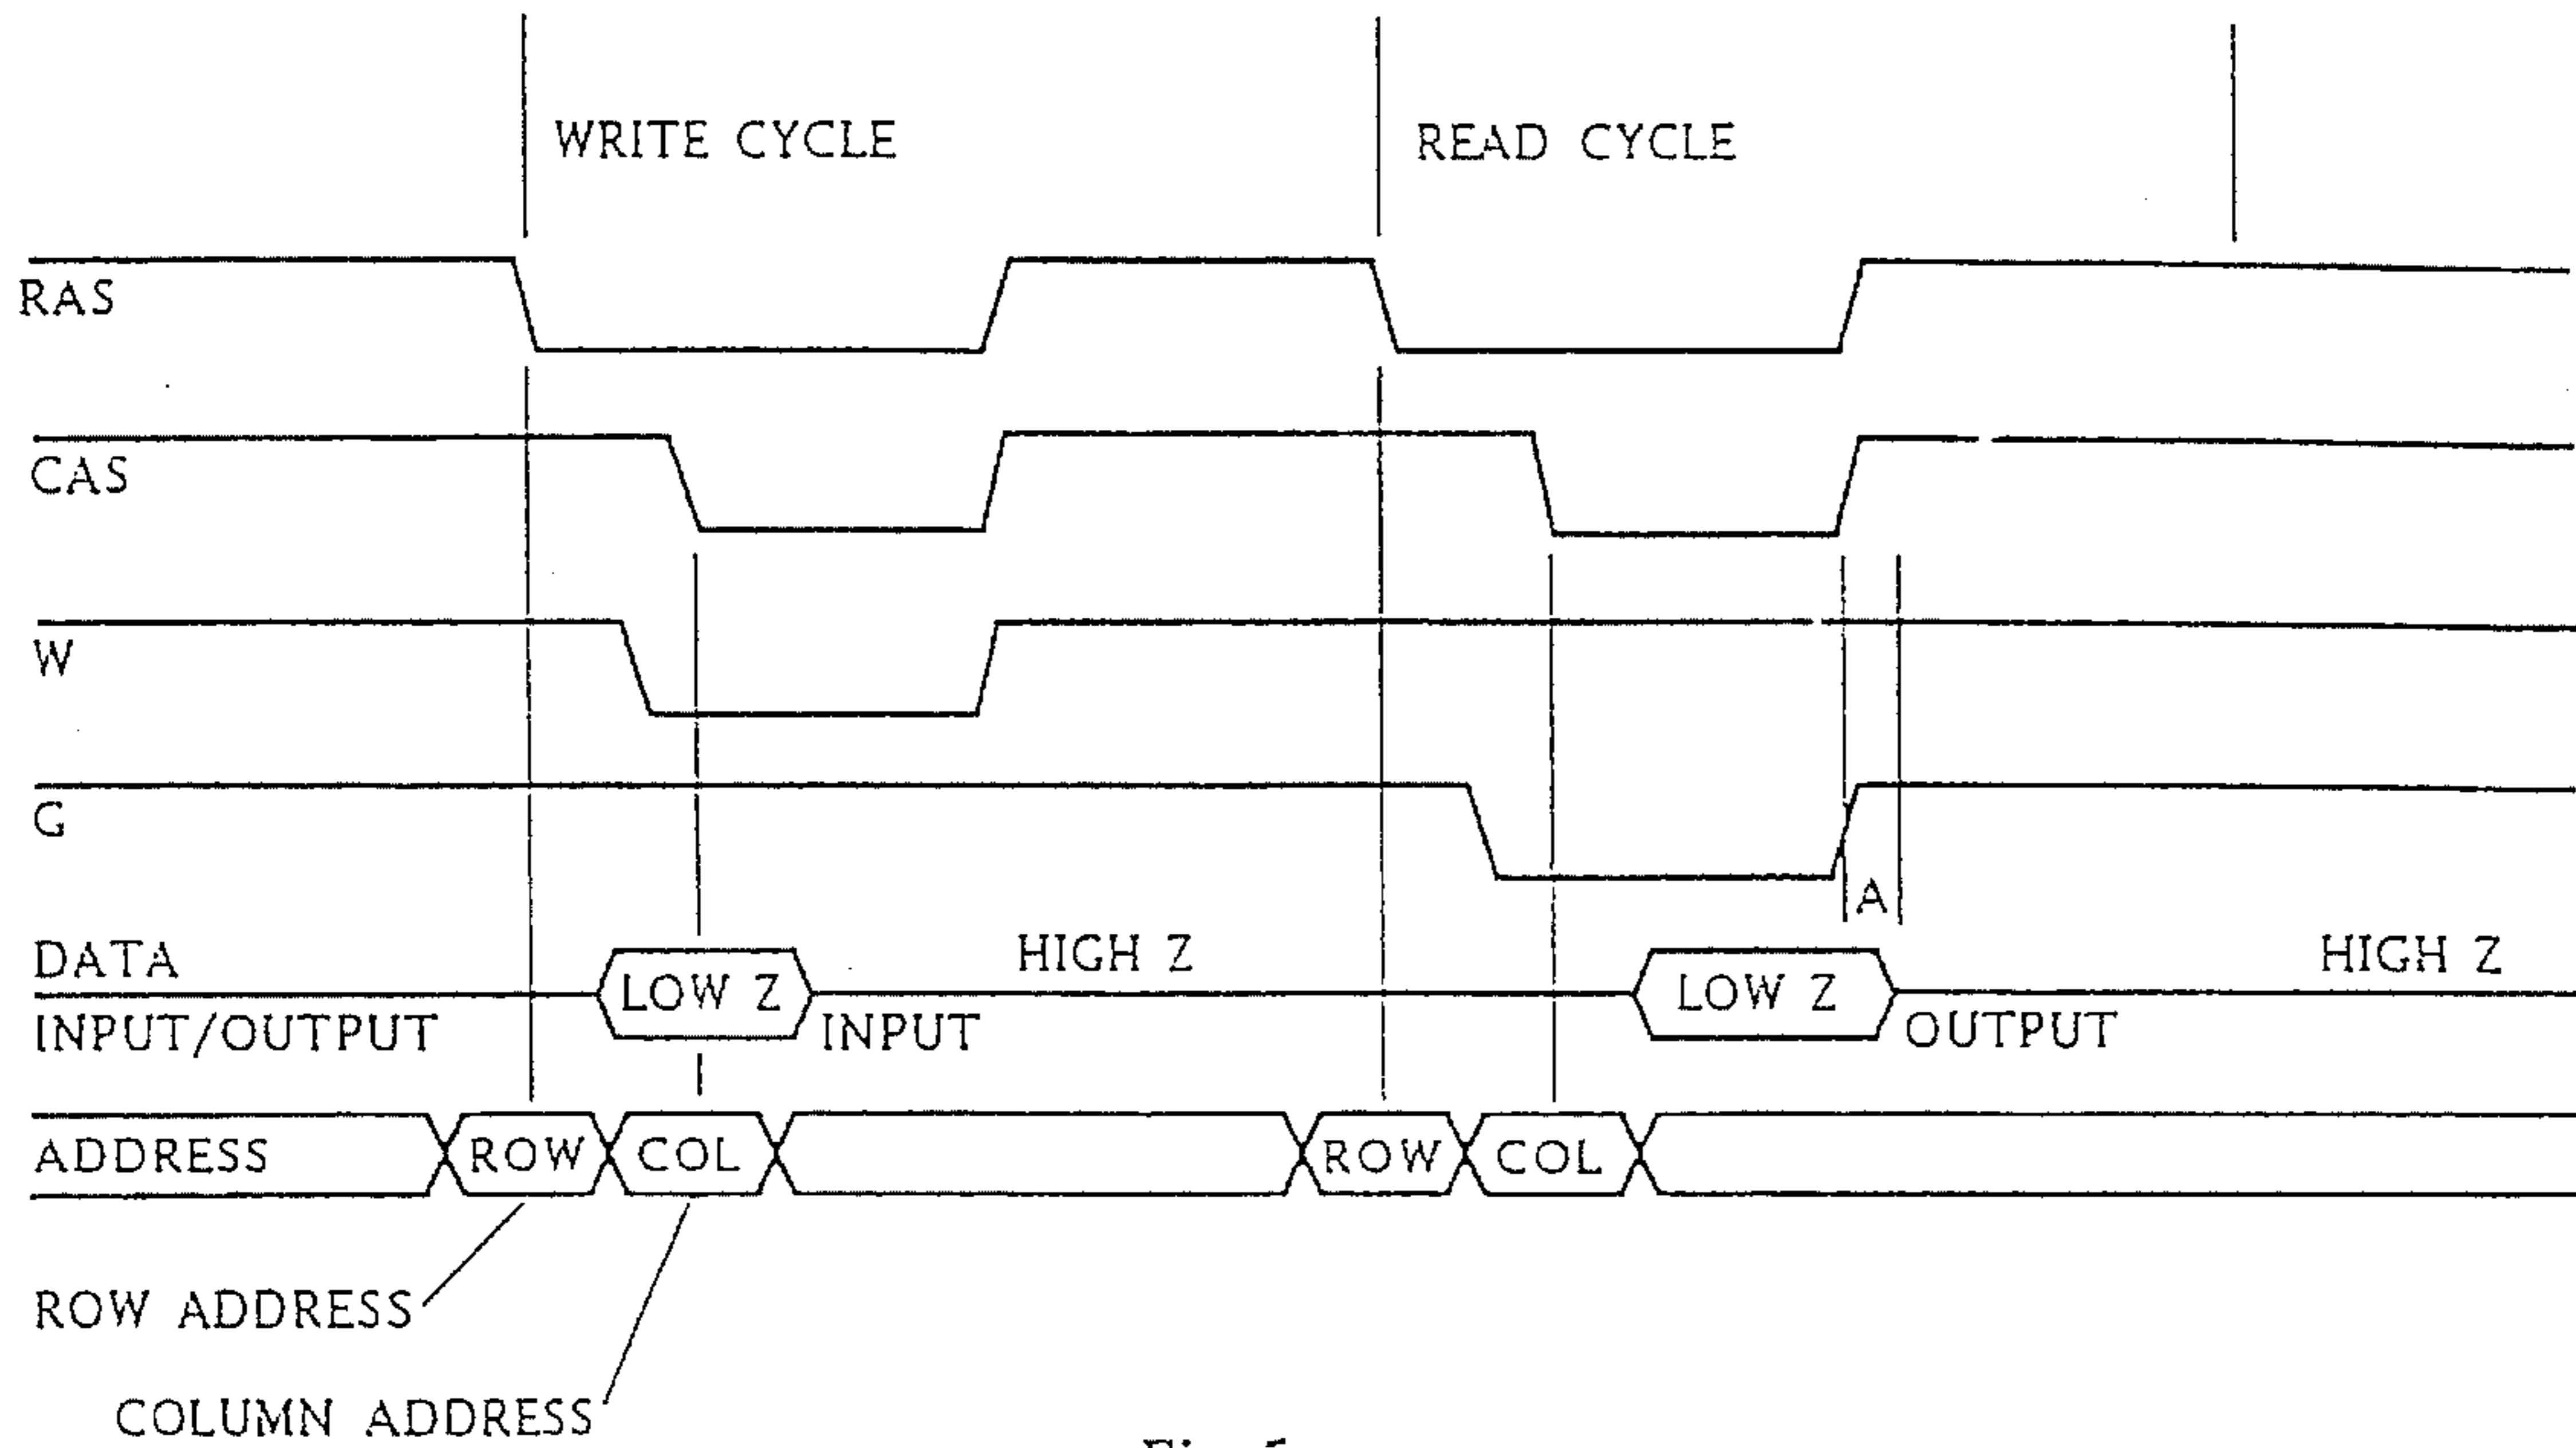 WRITE CYCLE
READ CYCLE
RAS
CAS
W
G
A
DATA
HIGH Z
HIGH Z
LOW Z
LOW Z
INPUT/OUTPUT
INPUT
OUTPUT
ADDRESS
ROW
COL
ROW
COL
ROW ADDRESS
COLUMN ADDRESS